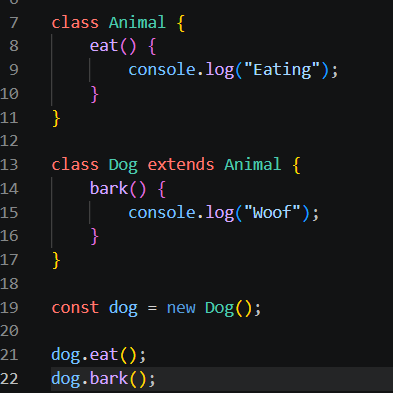 7 class Animal {
8     eat() {
9         console.log("Eating");
10     }
11 }
12
13 class Dog extends Animal {
14     bark() {
15         console.log("Woof");
16     }
17 }
18
19 const dog = new Dog();
20
21 dog.eat();
22 dog.bark();